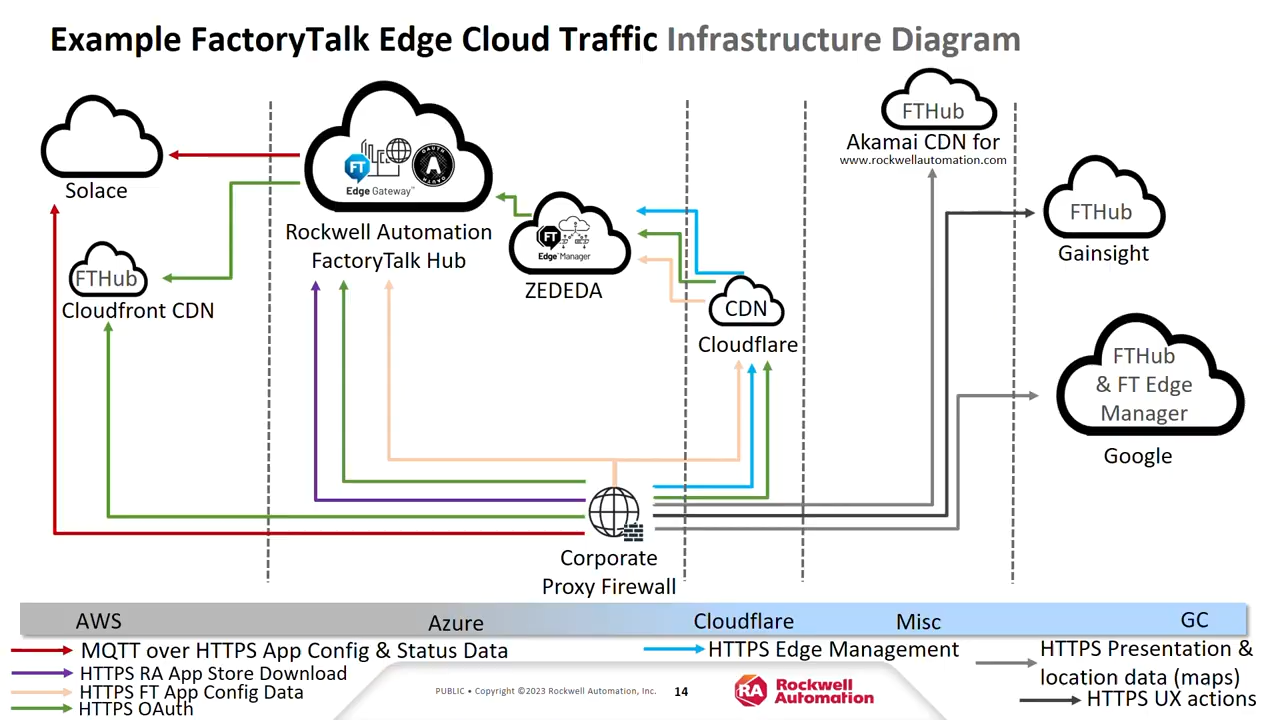 Example FactoryTalk Edge Cloud Traffic Infrastructure Diagram
Solace
FT
OAUTH
A
OAUTH
Edge Gateway™
Rockwell Automation
FactoryTalk Hub
FTHub
Cloudfront CDN
FT
Edge™Manager
ZEDEDA
CDN
Cloudflare
FTHub
Akamai CDN for
www.rockwellautomation.com
FTHub
Gainsight
FTHub
& FT Edge
Manager
Google
Corporate
Proxy Firewall
AWS
Azure
Cloudflare
Misc
GC
MQTT over HTTPS App Config & Status Data
HTTPS RA App Store Download
HTTPS FT App Config Data
HTTPS OAuth
HTTPS Edge Management
HTTPS Presentation &
location data (maps)
HTTPS UX actions
PUBLIC • Copyright ©2023 Rockwell Automation, Inc.
14
RA
Rockwell
Automation